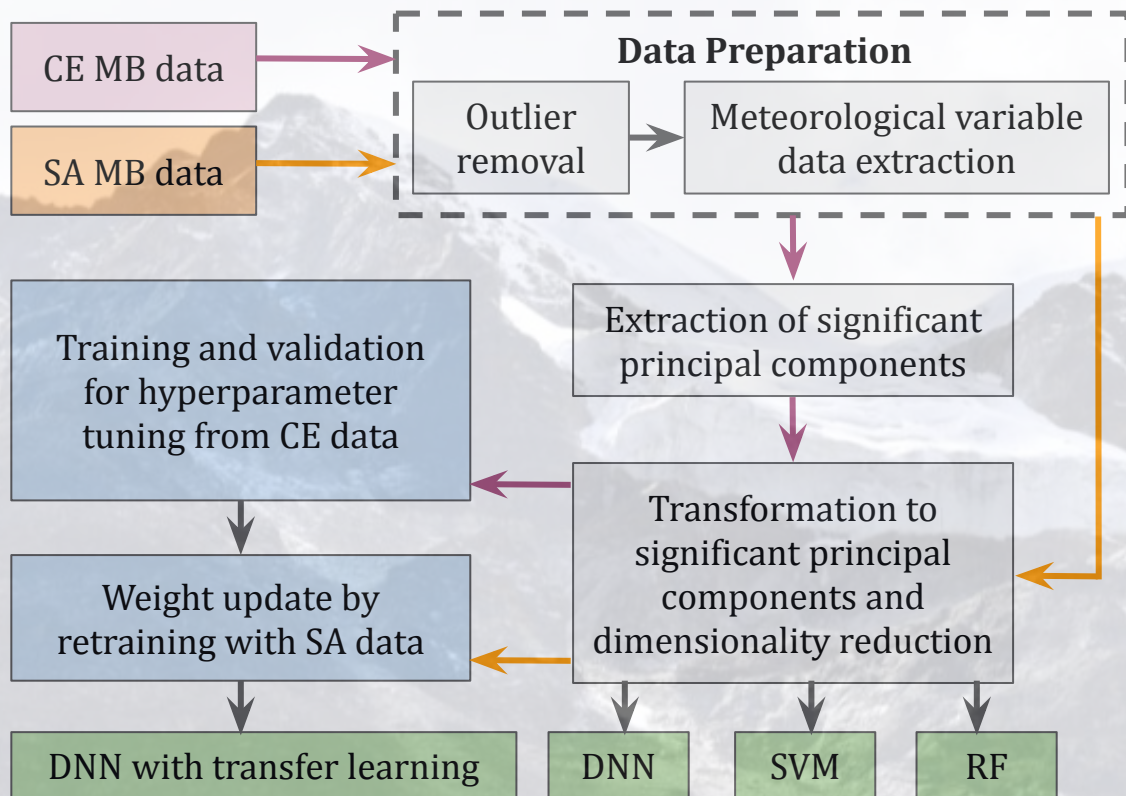 CE MB data
SA MB data
Data Preparation
Outlier
removal
Meteorological variable
data extraction
Extraction of significant
principal components
Training and validation
for hyperparameter
tuning from CE data
Transformation to
significant principal
components and
dimensionality reduction
Weight update by
retraining with SA data
DNN with transfer learning
DNN
SVM
RF